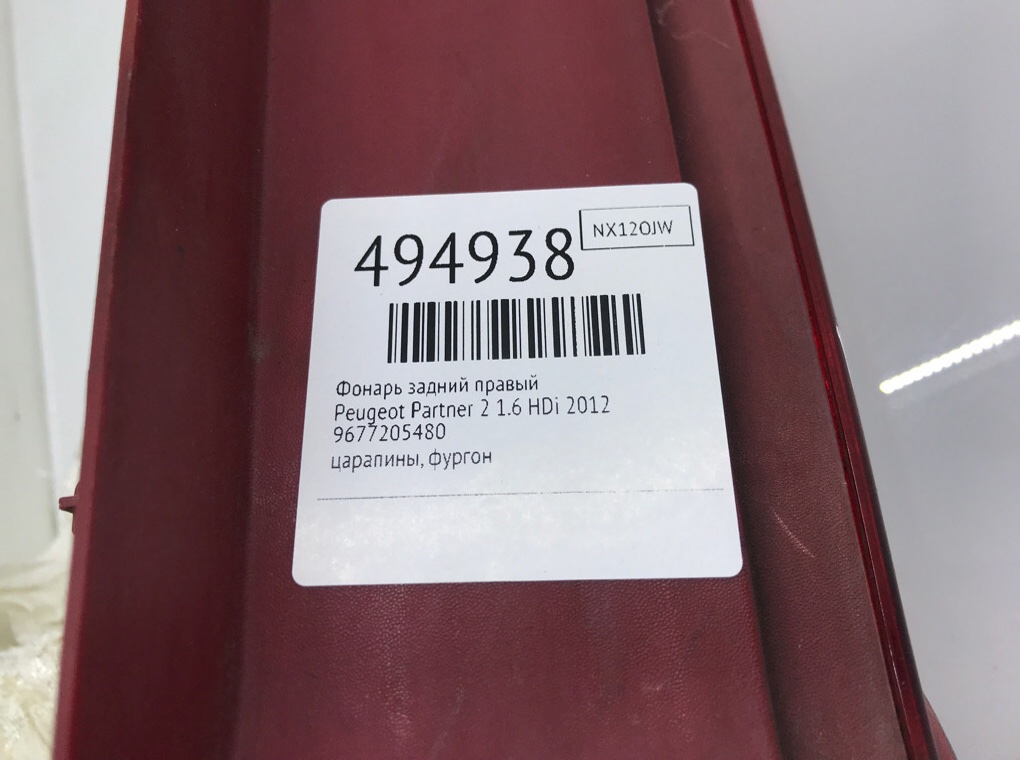 494938
NX12OJW
Фонарь задний правый
Peugeot Partner 2 1.6 HDi 2012
9677205480
царапины, фургон